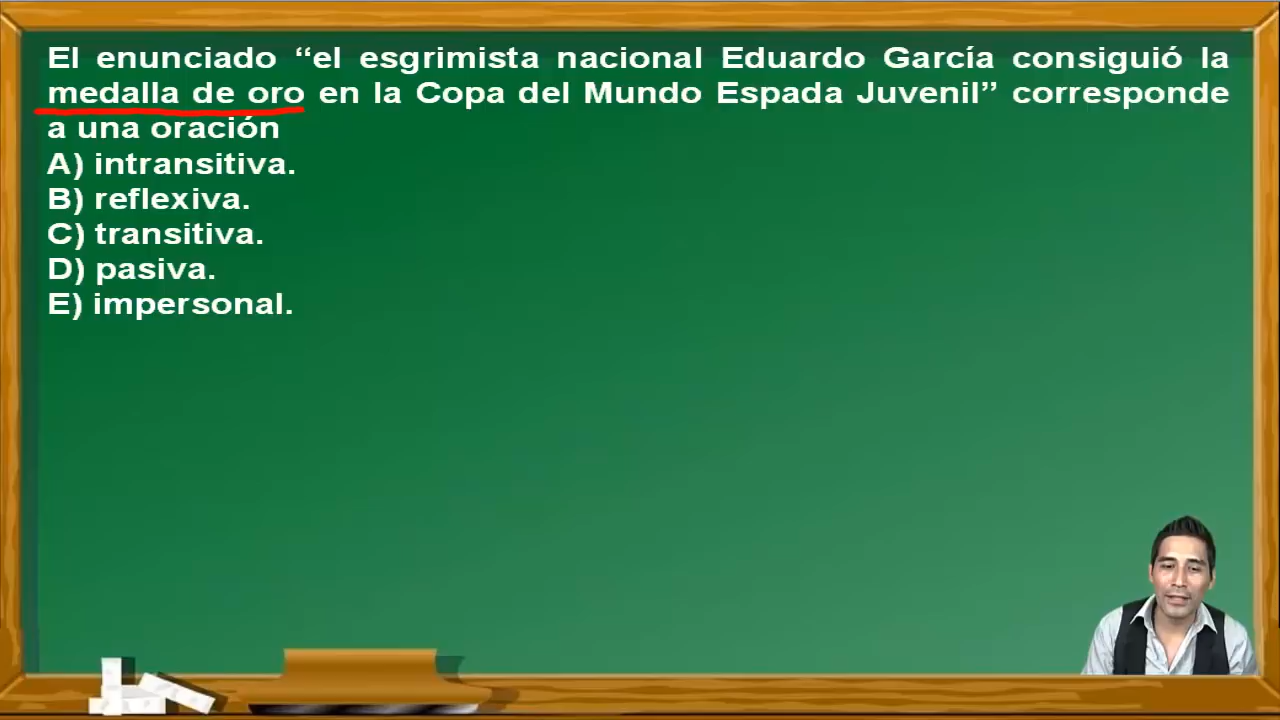 El enunciado “el esgrimista nacional Eduardo García consiguió la
medalla de oro en la Copa del Mundo Espada Juvenil” corresponde
a una oración
A) intransitiva.
B) reflexiva.
C) transitiva.
D) pasiva.
E) impersonal.